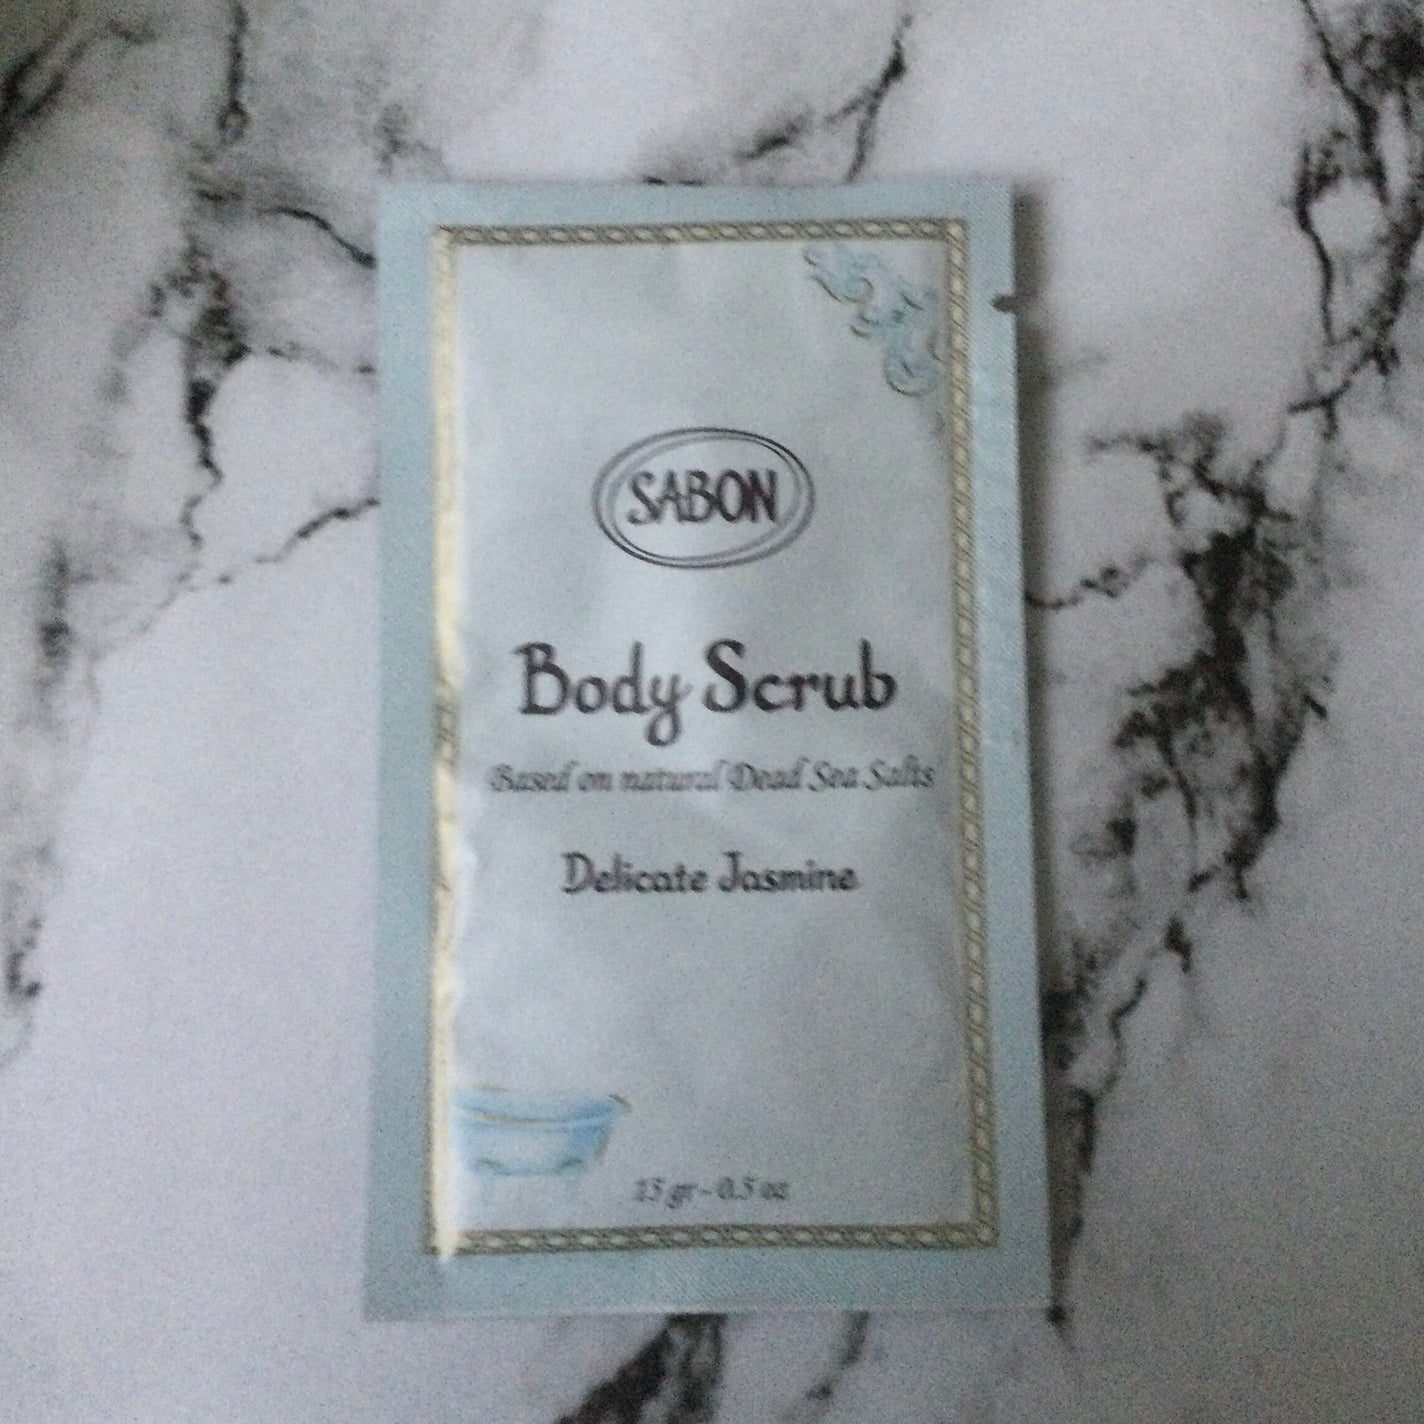 SABON
Body Scrub
Based on natural Dead Sea Salts
Delicate Jasmine
15 gr - 0.5 oz